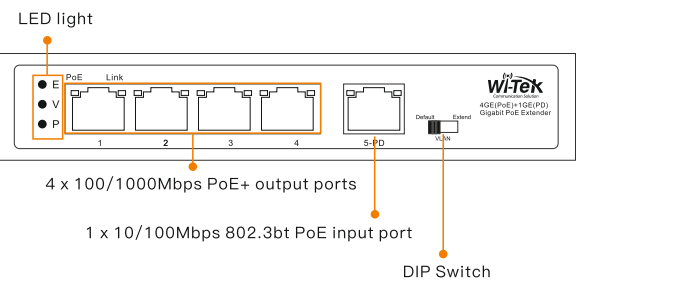 LED light
PoE Link
E
V
P
1 2 3 4 5-PD
Default Extend
VLAN
Wi-Tek
Communication Solution
4GE(PoE)+1GE(PD)
Gigabit PoE Extender
4 x 100/1000Mbps PoE+ output ports
1 x 10/100Mbps 802.3bt PoE input port
DIP Switch